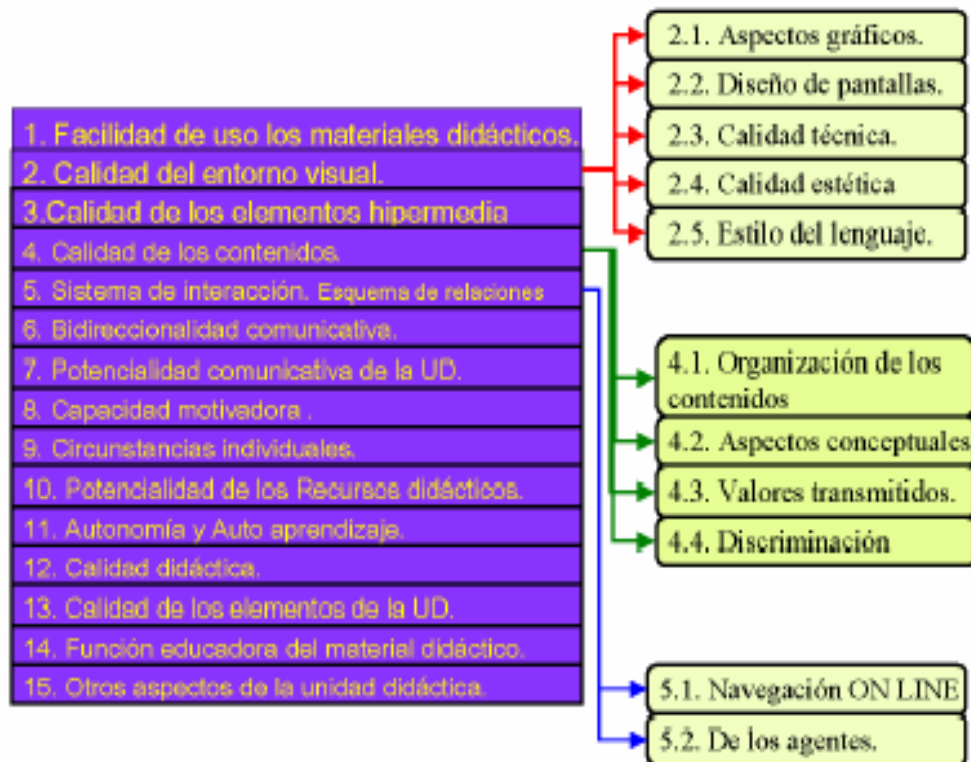 1. Facilidad de uso los materiales didácticos.
2. Calidad del entorno visual.
3.Calidad de los elementos hipermedia
4. Calidad de los contenidos.
5. Sistema de interacción. Esquema de relaciones
6. Bidireccionalidad comunicativa.
7. Potencialidad comunicativa de la UD.
8. Capacidad motivadora .
9. Circunstancias individuales.
10. Potencialidad de los Recursos didácticos.
11. Autonomía y Auto aprendizaje.
12. Calidad didáctica.
13. Calidad de los elementos de la UD.
14. Función educadora del material didáctico.
15. Otros aspectos de la unidad didáctica.
2.1. Aspectos gráficos.
2.2. Diseño de pantallas.
2.3. Calidad técnica.
2.4. Calidad estética
2.5. Estilo del lenguaje.
4.1. Organización de los
contenidos
4.2. Aspectos conceptuales
4.3. Valores transmitidos.
4.4. Discriminación
5.1. Navegación ON LINE
5.2. De los agentes.